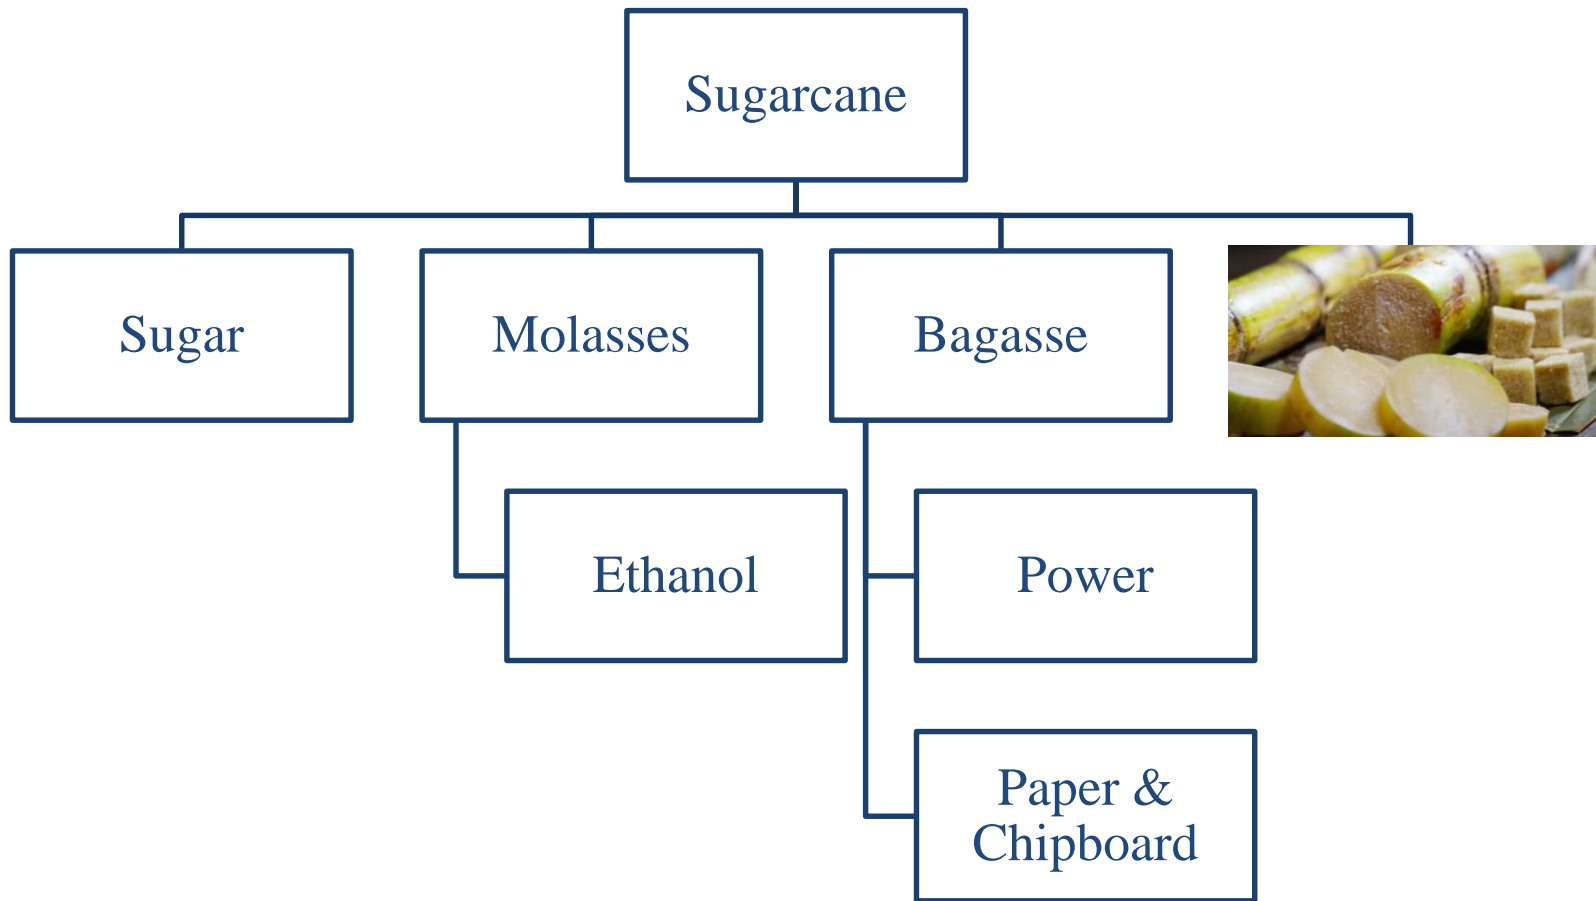 Sugarcane
Sugar
Molasses
Bagasse
Ethanol
Power
Paper &
Chipboard